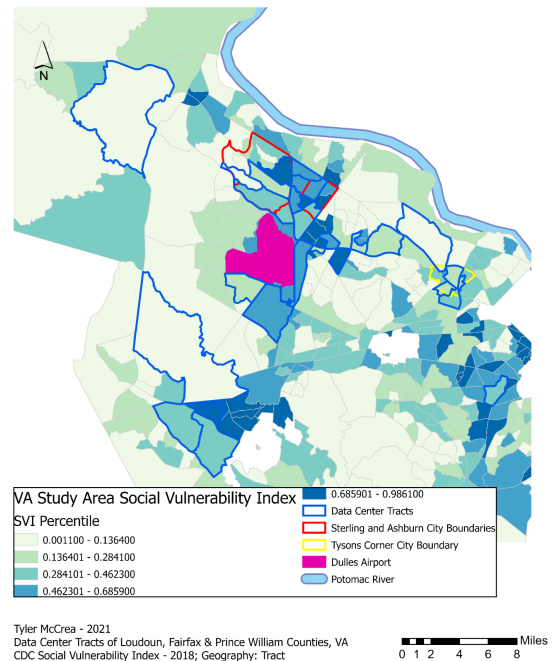 N
VA Study Area Social Vulnerability Index
SVI Percentile
0.001100 - 0.136400
0.136401 - 0.284100
0.284101 - 0.462300
0.462301 - 0.685900
0.685901 - 0.986100
Data Center Tracts
Sterling and Ashburn City Boundaries
Tysons Corner City Boundary
Dulles Airport
Potomac River
Tyler McCrea - 2021
Data Center Tracts of Loudoun, Fairfax & Prince William Counties, VA
CDC Social Vulnerability Index - 2018; Geography: Tract
Miles
0 1 2 4 6 8